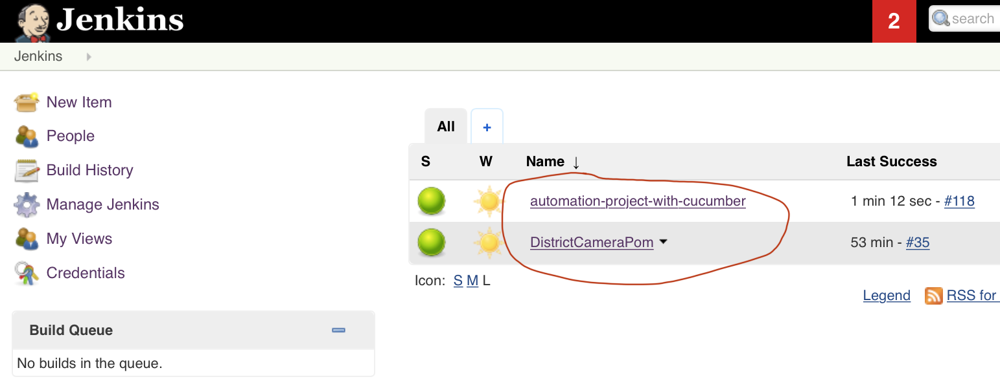 Jenkins
2
search
Jenkins
New Item
People
Build History
Manage Jenkins
My Views
Credentials
Build Queue
No builds in the queue.
All
+
S W Name ↓ Last Success
automation-project-with-cucumber 1 min 12 sec - #118
DistrictCameraPom 53 min - #35
Icon: S M L
Legend RSS for